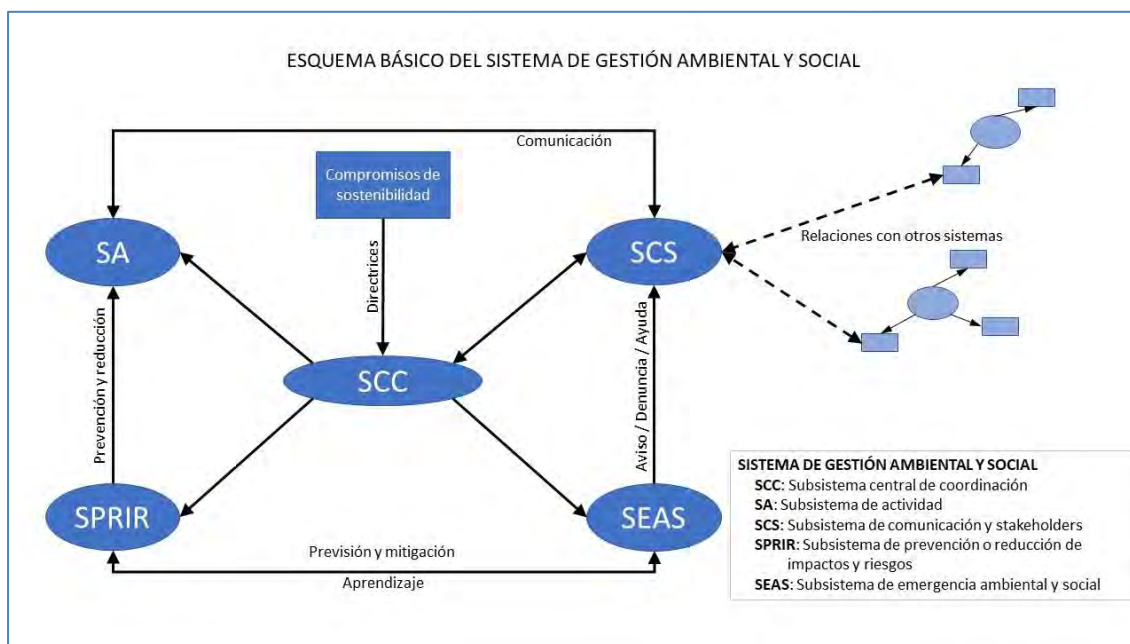 ESQUEMA BÁSICO DEL SISTEMA DE GESTIÓN AMBIENTAL Y SOCIAL
Comunicación
Compromisos de
sostenibilidad
SA
SCS
Relaciones con otros sistemas
Directrices
SCC
Prevención y reducción
Aviso / Denuncia / Ayuda
SPRIR
SEAS
Previsión y mitigación
Aprendizaje
SISTEMA DE GESTIÓN AMBIENTAL Y SOCIAL
SCC: Subsistema central de coordinación
SA: Subsistema de actividad
SCS: Subsistema de comunicación y stakeholders
SPRIR: Subsistema de prevención o reducción de
impactos y riesgos
SEAS: Subsistema de emergencia ambiental y social